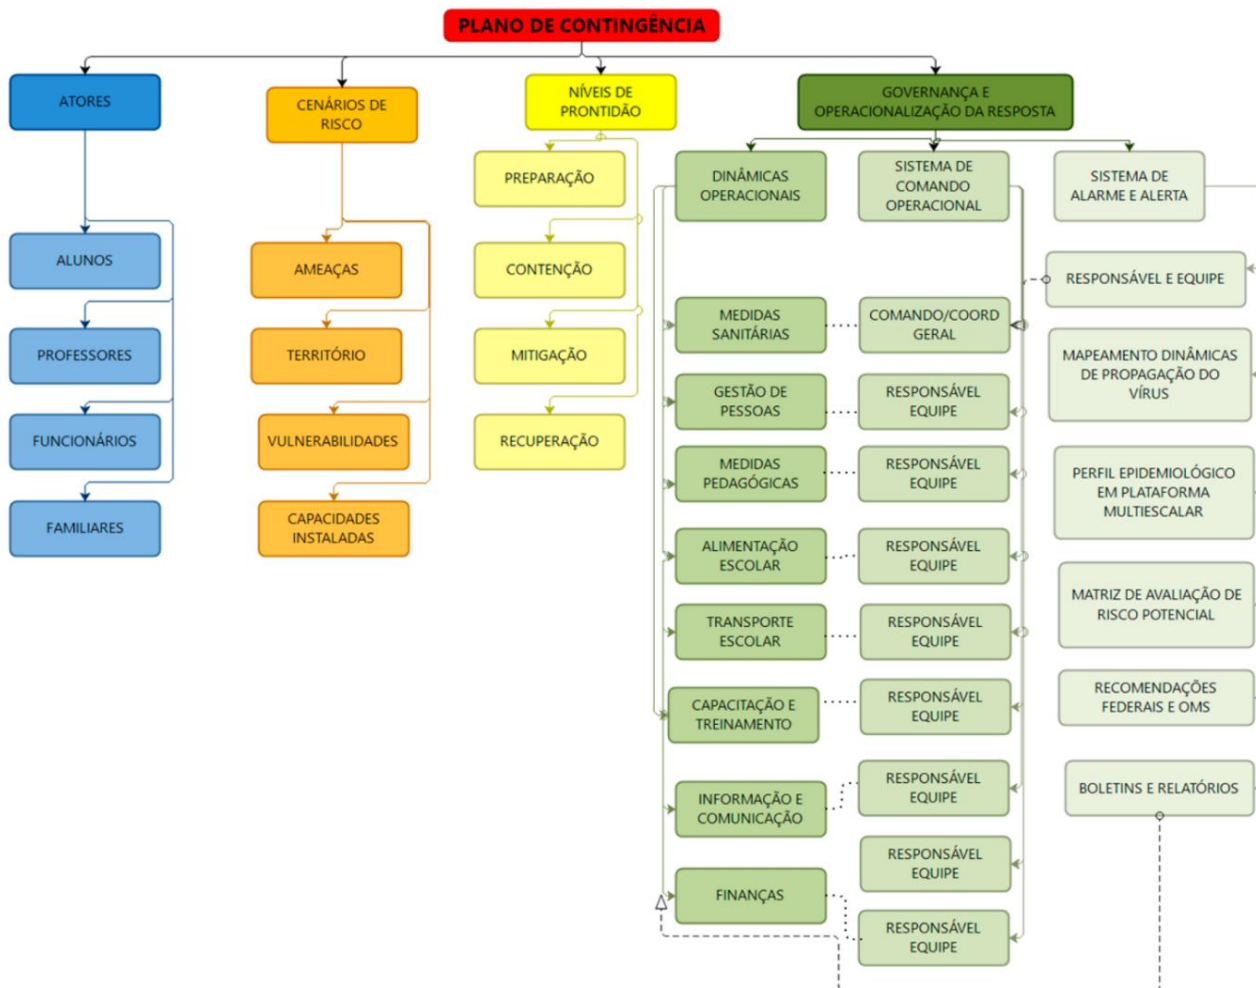 PLANO DE CONTINGÊNCIA
ATORES
ALUNOS
PROFESSORES
FUNCIONÁRIOS
FAMILIARES
CENÁRIOS DE
RISCO
AMEAÇAS
TERRITÓRIO
VULNERABILIDADES
CAPACIDADES
INSTALADAS
NÍVEIS DE
PRONTIDÃO
PREPARAÇÃO
CONTENÇÃO
MITIGAÇÃO
RECUPERAÇÃO
GOVERNANÇA E
OPERACIONALIZAÇÃO DA RESPOSTA
DINÂMICAS
OPERACIONAIS
MEDIDAS
SANITÁRIAS
GESTÃO DE
PESSOAS
MEDIDAS
PEDAGÓGICAS
ALIMENTAÇÃO
ESCOLAR
TRANSPORTE
ESCOLAR
CAPACITAÇÃO E
TREINAMENTO
INFORMAÇÃO E
COMUNICAÇÃO
FINANÇAS
SISTEMA DE
COMANDO
OPERACIONAL
COMANDO/COORD
GERAL
RESPONSÁVEL
EQUIPE
RESPONSÁVEL
EQUIPE
RESPONSÁVEL
EQUIPE
RESPONSÁVEL
EQUIPE
RESPONSÁVEL
EQUIPE
RESPONSÁVEL
EQUIPE
RESPONSÁVEL
EQUIPE
RESPONSÁVEL
EQUIPE
SISTEMA DE
ALARME E ALERTA
RESPONSÁVEL E EQUIPE
MAPEAMENTO DINÂMICAS
DE PROPAGAÇÃO DO
VÍRUS
PERFIL EPIDEMIOLÓGICO
EM PLATAFORMA
MULTIESCALAR
MATRIZ DE AVALIAÇÃO DE
RISCO POTENCIAL
RECOMENDAÇÕES
FEDERAIS E OMS
BOLETINS E RELATÓRIOS